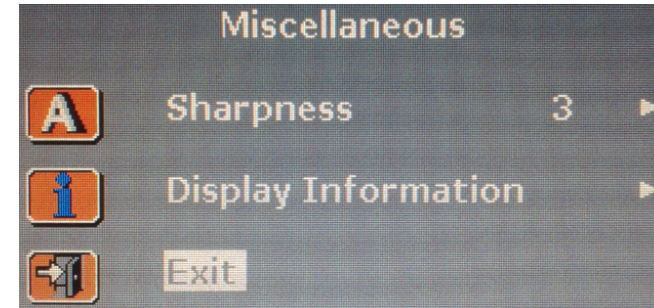 Miscellaneous
A Sharpness 3
i Display Information
Exit